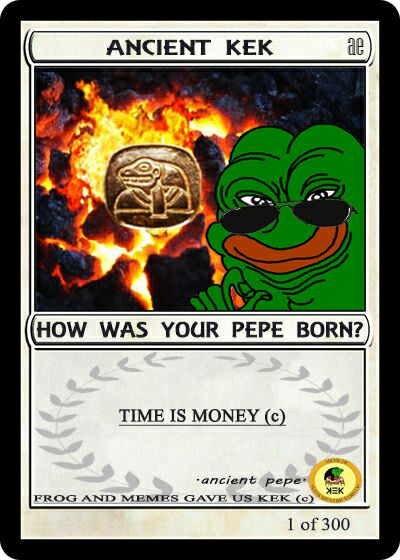 ANCIENT KEK æ
HOW WAS YOUR PEPE BORN?
TIME IS MONEY (c)
·ancient pepe·
KEK
FROG AND MEMES GAVE US KEK (c)
1 of 300